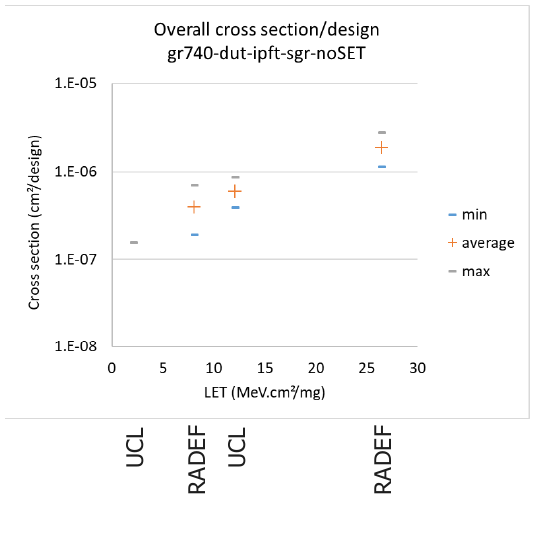 Overall cross section/design
gr740-dut-ipft-sgr-noSET
1.E-05
1.E-06
1.E-07
1.E-08
Cross section (cm²/design)
0 5 10 15 20 25 30
LET (MeV.cm²/mg)
min
average
max
UCL RADEF UCL RADEF